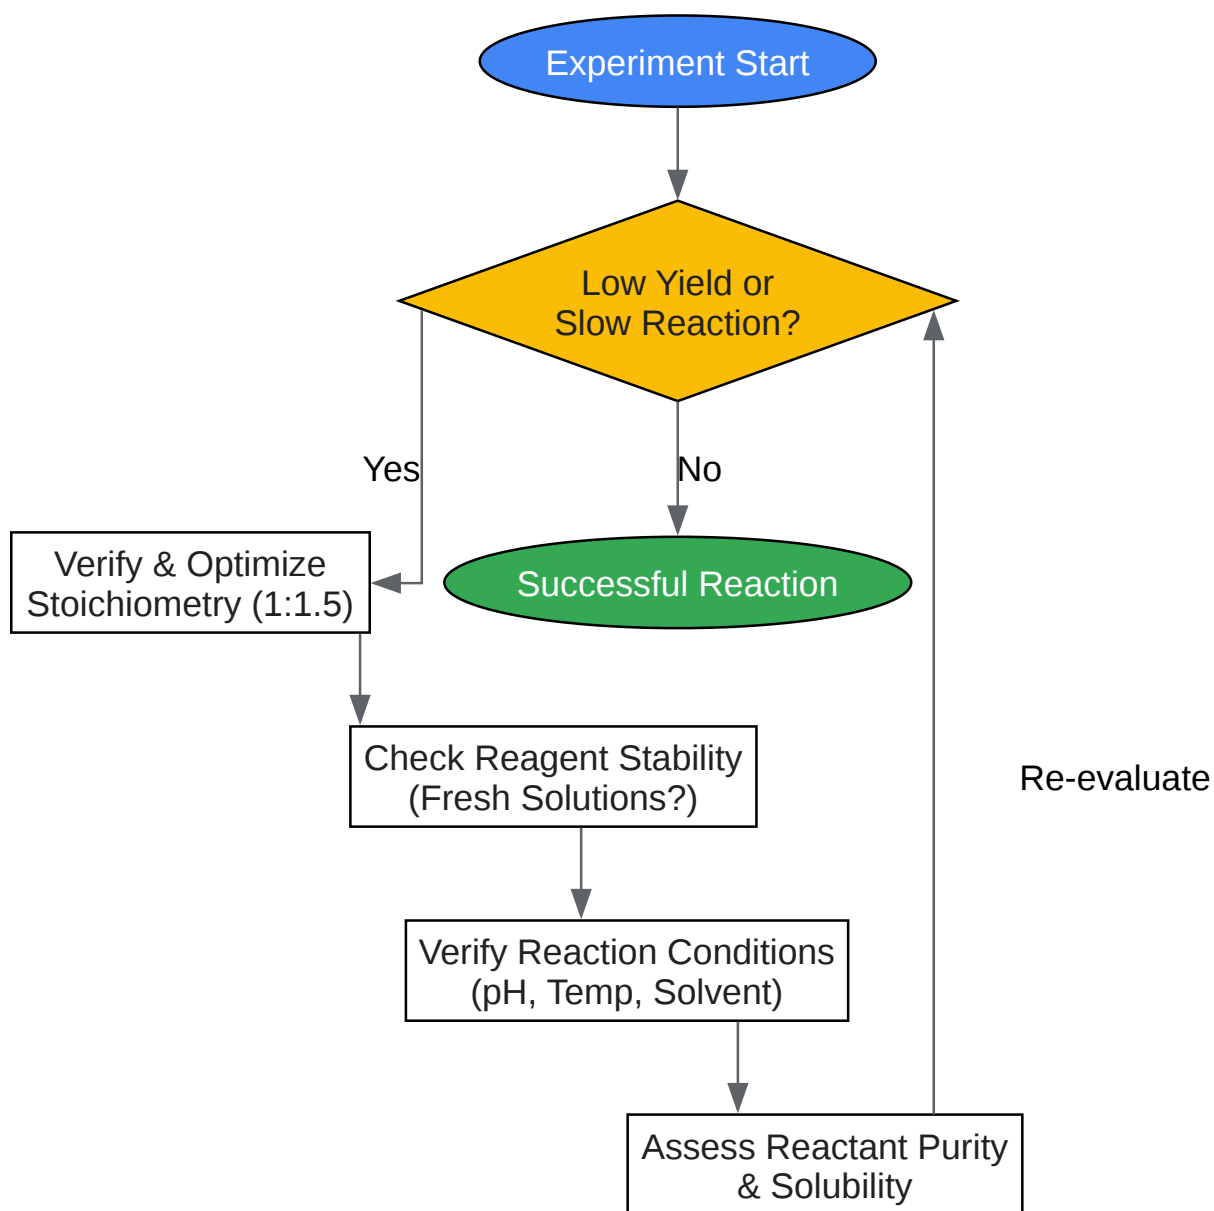 Experiment Start
Low Yield or
Slow Reaction?
Yes
No
Verify & Optimize
Stoichiometry (1:1.5)
Successful Reaction
Check Reagent Stability
(Fresh Solutions?)
Re-evaluate
Verify Reaction Conditions
(pH, Temp, Solvent)
Assess Reactant Purity
& Solubility